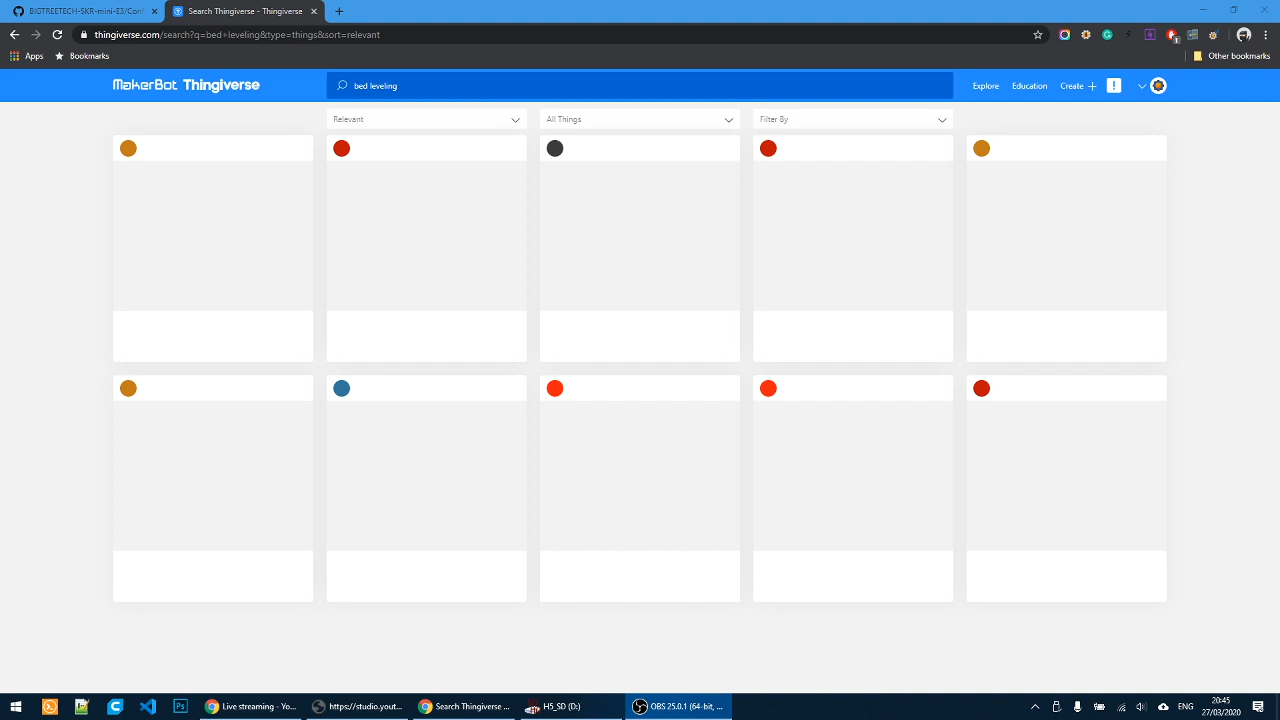 BIGTREETECH-SKR-mini-E3/Conf
Search Thingiverse - Thingiverse
thingiverse.com/search?q=bed+leveling&type=things&sort=relevant
Apps
Bookmarks
Other bookmarks
MakerBot Thingiverse
bed leveling
Explore
Education
Create
Relevant
All Things
Filter By
Live streaming - Yo...
https://studio.yout...
Search Thingiverse ...
H5_SD (D:)
OBS 25.0.1 (64-bit, ...
ENG
20:45
27/03/2020